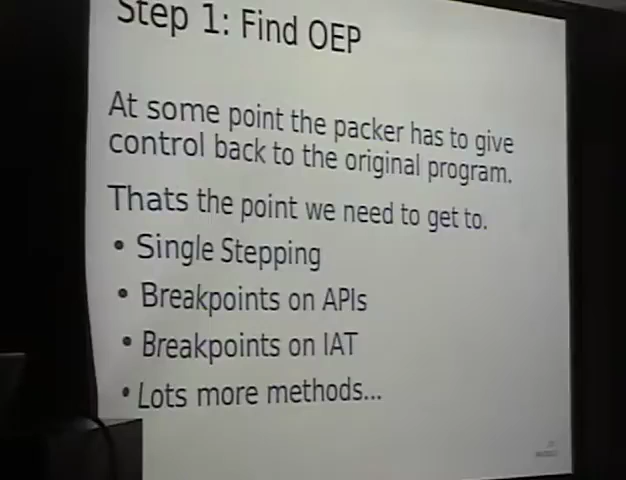 Step 1: Find OEP
At some point the packer has to give
control back to the original program.
Thats the point we need to get to.
• Single Stepping
• Breakpoints on APIs
• Breakpoints on IAT
• Lots more methods...